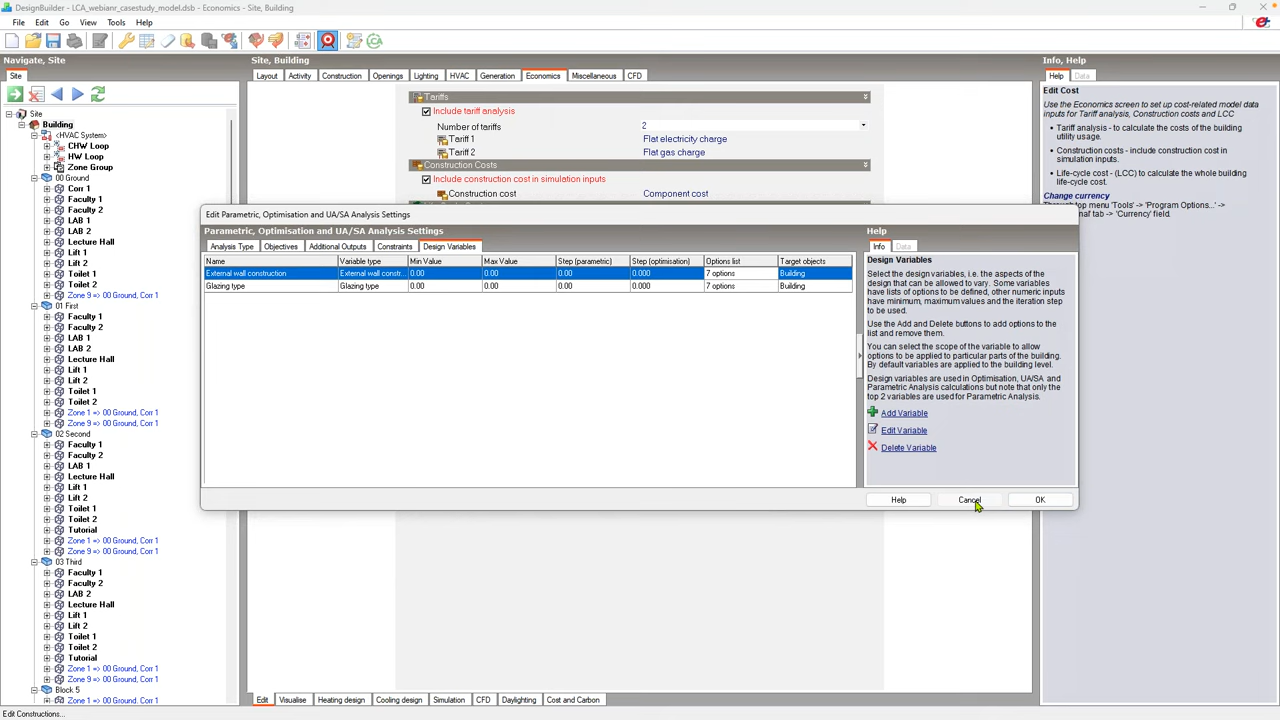 DesignBuilder - LCA_webianr_casestudy_model.dsb - Economics - Site, Building
File Edit Go View Tools Help
Navigate, Site
Site
Site
Building
<HVAC System>
CHW Loop
HW Loop
Zone Group
00 Ground
Corr 1
Faculty 1
Faculty 2
LAB 1
LAB 2
Lecture Hall
Lift 1
Lift 2
Toilet 1
Toilet 2
Zone 9 => 00 Ground, Corr 1
01 First
Faculty 1
Faculty 2
LAB 1
LAB 2
Lecture Hall
Lift 1
Lift 2
Toilet 1
Toilet 2
Zone 1 => 00 Ground, Corr 1
Zone 9 => 00 Ground, Corr 1
02 Second
Faculty 1
Faculty 2
LAB 1
Lecture Hall
Lift 1
Lift 2
Toilet 1
Toilet 2
Tutorial
Zone 1 => 00 Ground, Corr 1
Zone 9 => 00 Ground, Corr 1
03 Third
Faculty 1
Faculty 2
LAB 2
Lecture Hall
Lift 1
Lift 2
Toilet 1
Toilet 2
Tutorial
Zone 1 => 00 Ground, Corr 1
Zone 9 => 00 Ground, Corr 1
Block 5
Zone 1 => 00 Ground, Corr 1
Edit Constructions...
Site, Building
Layout Activity Construction Openings Lighting HVAC Generation Economics Miscellaneous CFD
Tariffs
Include tariff analysis
Number of tariffs 2
Tariff 1 Flat electricity charge
Tariff 2 Flat gas charge
Construction Costs
Include construction cost in simulation inputs
Construction cost Component cost
Edit Parametric, Optimisation and UA/SA Analysis Settings
Parametric, Optimisation and UA/SA Analysis Settings
Analysis Type Objectives Additional Outputs Constraints Design Variables
Name Variable type Min Value Max Value Step (parametric) Step (optimisation) Options list Target objects
External wall construction External wall constr... 0.00 0.00 0.00 0.000 7 options Building
Glazing type Glazing type 0.00 0.00 0.00 0.000 7 options Building
Help
Info Data
Design Variables
Select the design variables, i.e. the aspects of the
design that can be allowed to vary. Some variables
have lists of options to be defined, other numeric inputs
have minimum, maximum values and the iteration step
to be used.
Use the Add and Delete buttons to add options to the
list and remove them.
You can select the scope of the variable to allow
options to be applied to particular parts of the building.
By default variables are applied to the building level.
Design variables are used in Optimisation, UA/SA and
Parametric Analysis calculations but note that only the
top 2 variables are used for Parametric Analysis.
Add Variable
Edit Variable
Delete Variable
Help Cancel OK
Edit Visualise Heating design Cooling design Simulation CFD Daylighting Cost and Carbon
Info, Help
Help Data
Edit Cost
Use the Economics screen to set up cost-related model data
inputs for Tariff analysis, Construction costs and LCC
• Tariff analysis - to calculate the costs of the building
utility usage.
• Construction costs - include construction cost in
simulation inputs.
• Life-cycle cost - (LCC) to calculate the whole building
life-cycle cost.
Change currency
Through top menu 'Tools' -> 'Program Options...' ->
tab -> 'Currency' field.